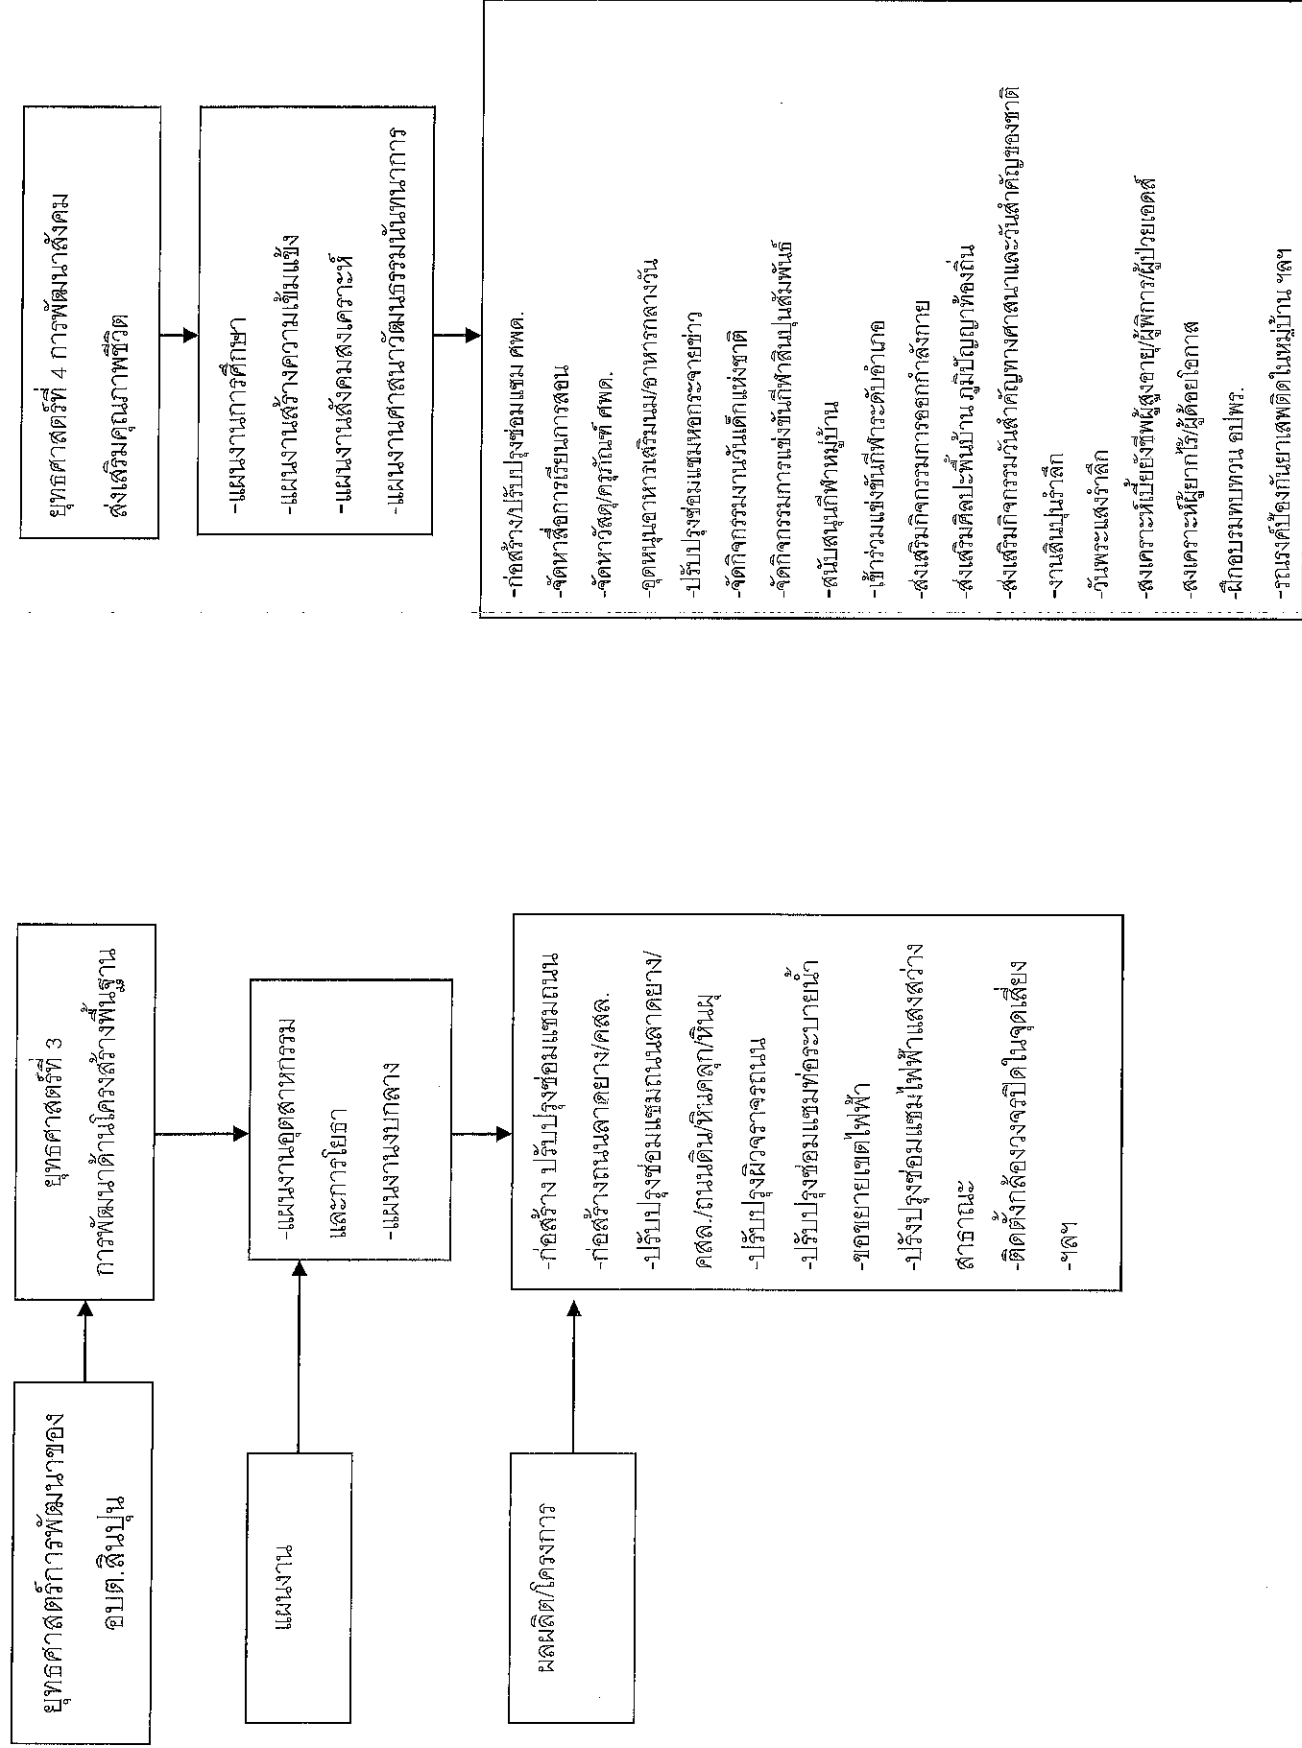 ยุทธศาสตร์การพัฒนาของ
อบต.สินปุน
ยุทธศาสตร์ที่ 3
การพัฒนาด้านโครงสร้างพื้นฐาน
ยุทธศาสตร์ที่ 4 การพัฒนาสังคม
ส่งเสริมคุณภาพชีวิต
แผนงาน
-แผนงานอุตสาหกรรม
และการโยธา
-แผนงานงบกลาง
-แผนงานการศึกษา
-แผนงานสร้างความเข้มแข็ง
-แผนงานสังคมสงเคราะห์
-แผนงานศาสนาวัฒนธรรมนันทนาการ
ผลผลิต/โครงการ
-ก่อสร้าง ปรับปรุงซ่อมแซมถนน
-ก่อสร้างถนนลาดยาง/คสล.
-ปรับปรุงซ่อมแซมถนนลาดยาง/
คสล./ถนนดิน/หินคลุก/หินผุ
-ปรับปรุงผิวจราจรถนน
-ปรับปรุงซ่อมแซมท่อระบายน้ำ
-ขอขยายเขตไฟฟ้า
-ปรังปรุงซ่อมแซมไฟฟ้าแสงสว่าง
สาธาณะ
-ติดตั้งกล้องวงจรปิดในจุดเสี่ยง
-ฯลฯ
-ก่อสร้าง/ปรับปรุงซ่อมแซม ศพด.
-จัดหาสื่อการเรียนการสอน
-จัดหาวัสดุ/ครุภัณฑ์ ศพด.
-อุดหนุนอาหารเสริมนม/อาหารกลางวัน
-ปรับปรุงซ่อมแซมหอกระจายข่าว
-จัดกิจกรรมงานวันเด็กแห่งชาติ
-จัดกิจกรรมการแข่งขันกีฬาสินปุนสัมพันธ์
-สนับสนุนกีฬาหมู่บ้าน
-เข้าร่วมแข่งขันกีฬาระดับอำเภอ
-ส่งเสริมกิจกรรมการออกกำลังกาย
-ส่งเสริมศิลปะพื้นบ้าน ภูมิปัญญาท้องถิ่น
-ส่งเสริมกิจกรรมวันสำคัญทางศาสนาและวันสำคัญของชาติ
-งานสินปุนรำลึก
-วันพระแสงรำลึก
-สงเคราะห์เบี้ยยังชีพผู้สูงอายุ/ผู้พิการ/ผู้ป่วยเอดส์
-สงเคราะห์ผู้ยากไร้/ผู้ด้อยโอกาส
-ฝึกอบรมทบทวน อปพร.
-รณรงค์ป้องกันยาเสพติดในหมู่บ้าน ฯลฯ